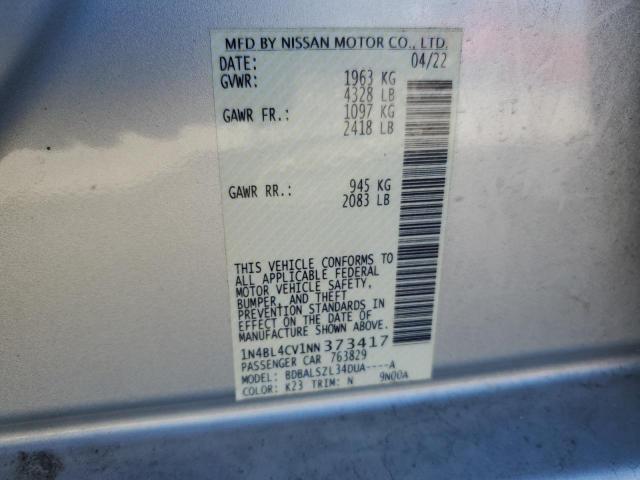 MFD BY NISSAN MOTOR CO., LTD.
DATE: 04/22
GVWR: 1963 KG
4328 LB
GAWR FR.: 1097 KG
2418 LB
GAWR RR.: 945 KG
2083 LB
THIS VEHICLE CONFORMS TO
ALL APPLICABLE FEDERAL
MOTOR VEHICLE SAFETY,
BUMPER, AND THEFT
PREVENTION STANDARDS IN
EFFECT ON THE DATE OF
MANUFACTURE SHOWN ABOVE.
1N4BL4CV1NN373417
PASSENGER CAR 763829
MODEL: BDBALSZL34DUA----A
COLOR: K23 TRIM: N 9N00A